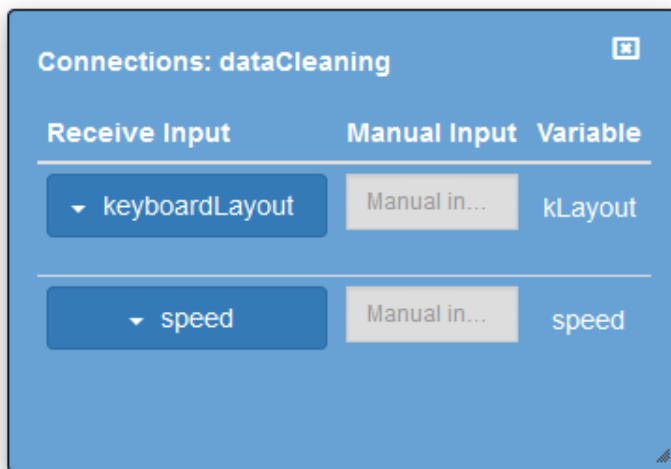 Connections: dataCleaning
Receive Input Manual Input Variable
keyboardLayout Manual in... kLayout
speed Manual in... speed